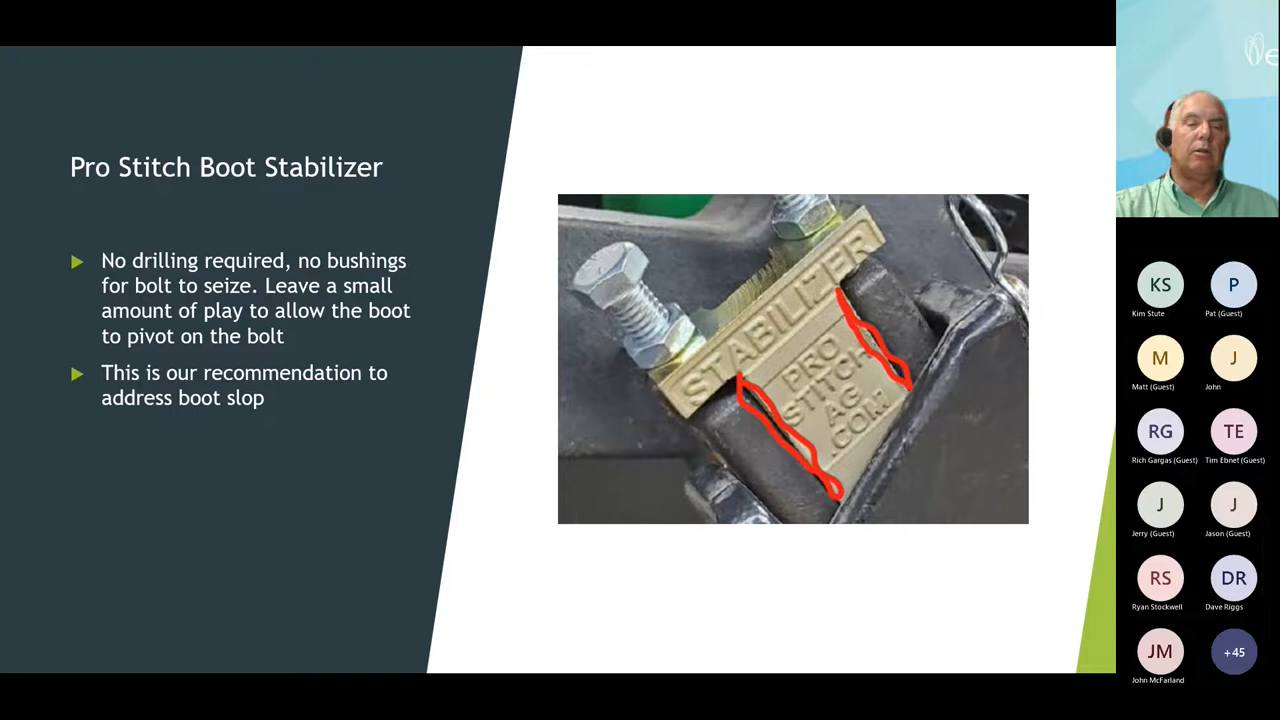 Pro Stitch Boot Stabilizer
No drilling required, no bushings
for bolt to seize. Leave a small
amount of play to allow the boot
to pivot on the bolt
This is our recommendation to
address boot slop
STABILIZER
PRO
STITCH
AG
.COM
KS
Kim Stute
P
Pat (Guest)
M
Matt (Guest)
J
John
RG
Rich Gargas (Guest)
TE
Tim Ebnet (Guest)
J
Jerry (Guest)
J
Jason (Guest)
RS
Ryan Stockwell
DR
Dave Riggs
JM
John McFarland
+45